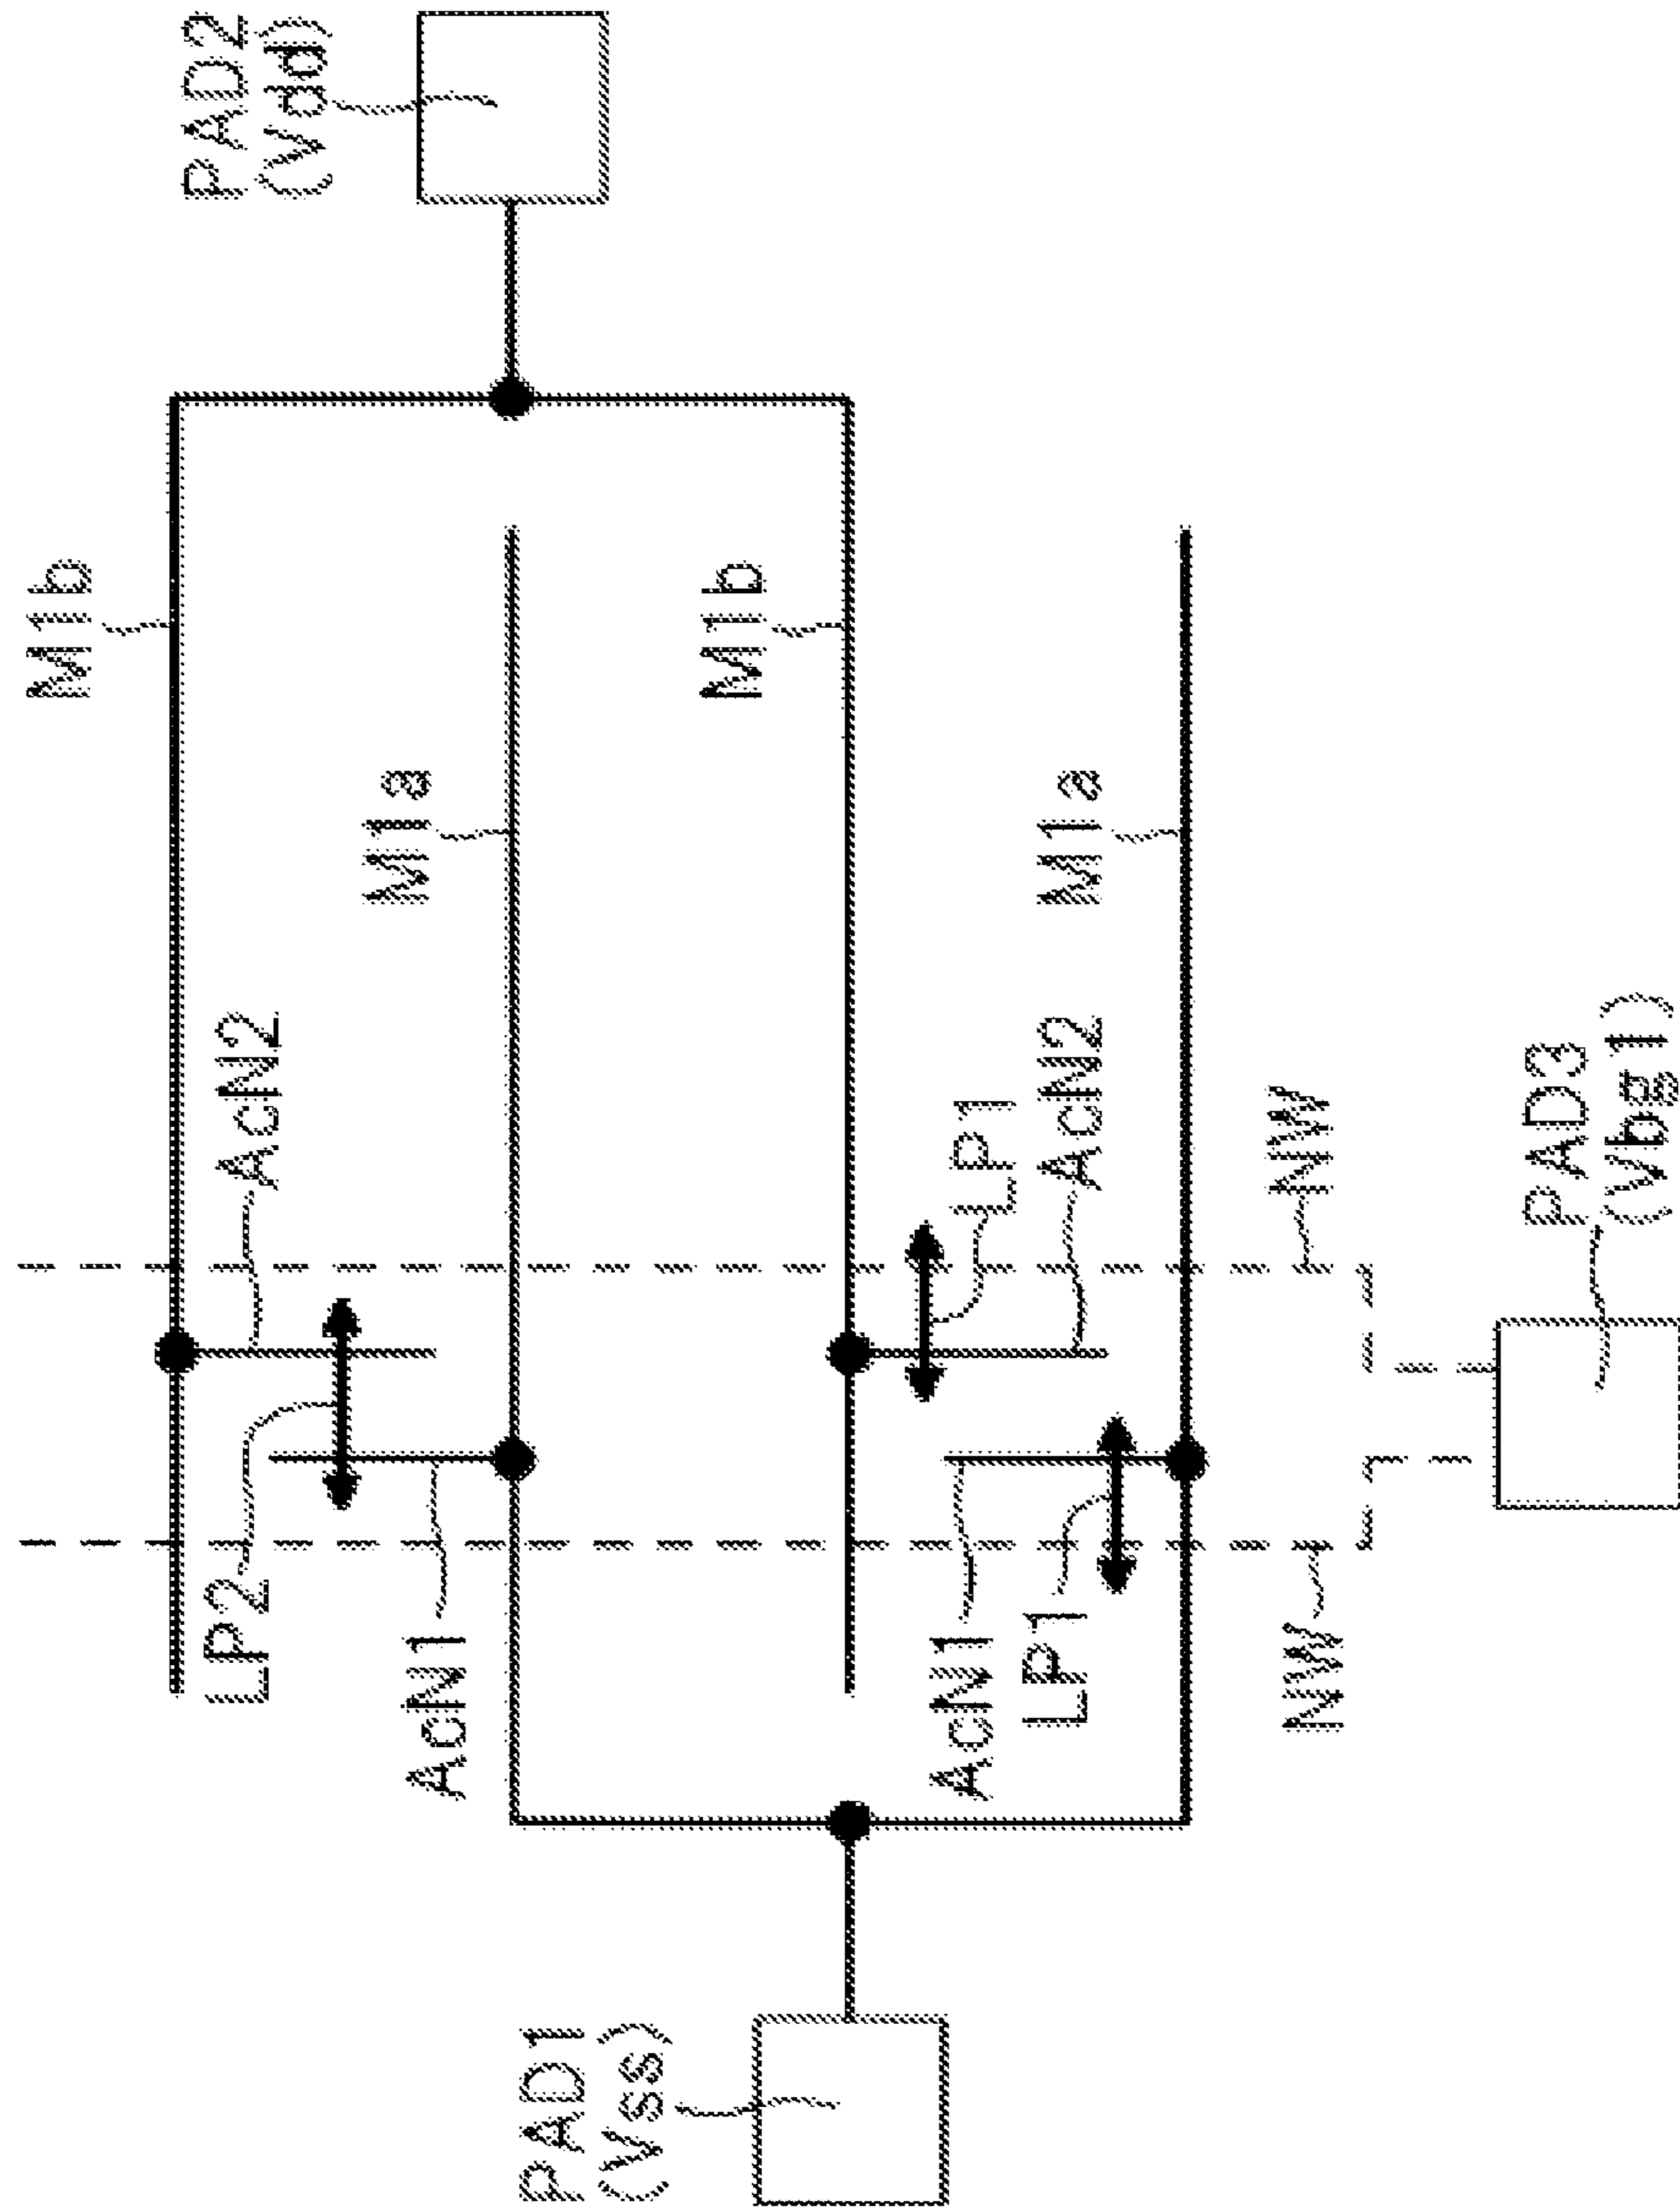 M1b
PAD2
(Vdd)
LP2
AcN2
M1a
AcN1
PAD1
(Vss)
M1b
AcN1
LP1
LP1
AcN2
M1a
NW
NW
PAD3
(Vbg1)